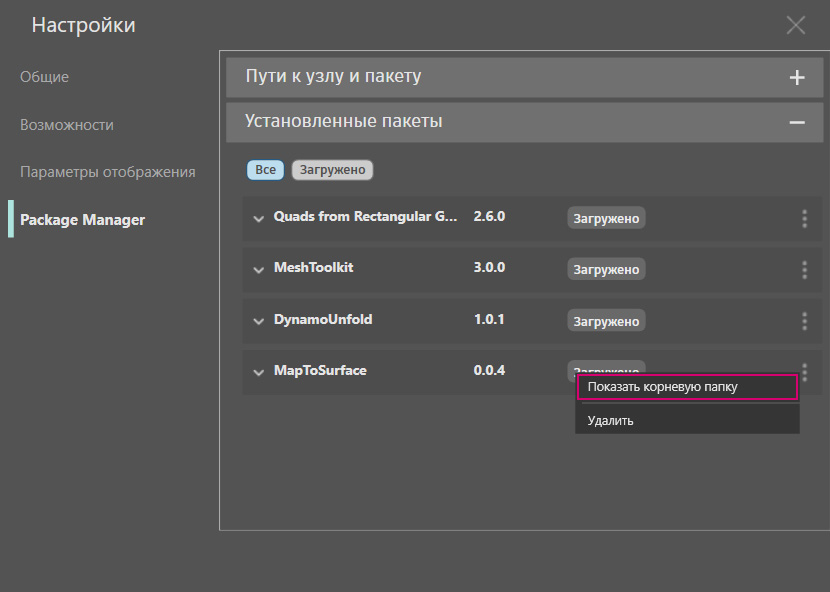 Настройки
Общие
Возможности
Параметры отображения
Package Manager
Пути к узлу и пакету
Установленные пакеты
Все Загружено
Quads from Rectangular G... 2.6.0 Загружено
MeshToolkit 3.0.0 Загружено
DynamoUnfold 1.0.1 Загружено
MapToSurface 0.0.4 Загружено
Показать корневую папку
Удалить